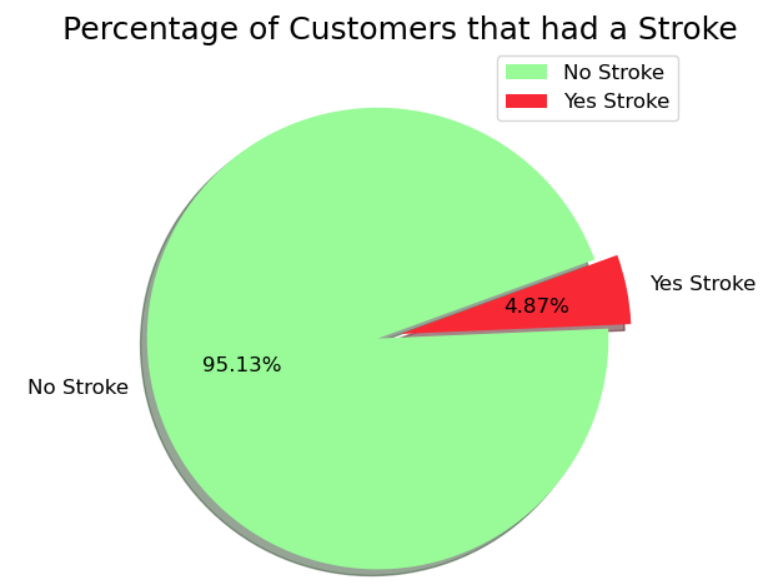 Percentage of Customers that had a Stroke
No Stroke
Yes Stroke
Yes Stroke
4.87%
95.13%
No Stroke